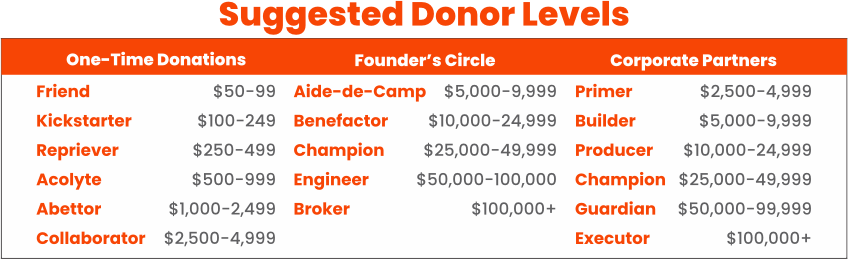 Suggested Donor Levels
One-Time Donations Founder's Circle Corporate Partners
Friend $50-99 Aide-de-Camp $5,000-9,999 Primer $2,500-4,999
Kickstarter $100-249 Benefactor $10,000-24,999 Builder $5,000-9,999
Repriever $250-499 Champion $25,000-49,999 Producer $10,000-24,999
Acolyte $500-999 Engineer $50,000-100,000 Champion $25,000-49,999
Abettor $1,000-2,499 Broker $100,000+ Guardian $50,000-99,999
Collaborator $2,500-4,999 Executor $100,000+